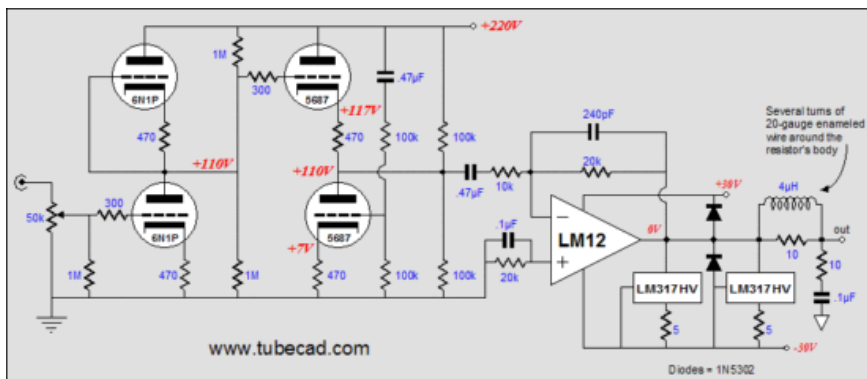 +220V
1M
300
.47µF
6N1P
5687
+117V
470
470
100k
100k
240pF
Several turns of
20-gauge enameled
wire around the
resistor's body
+110V
+110V
.47µF
10k
20k
+30V
4µH
50k
300
6N1P
5687
+7V
.1µF
−
LM12
+
0V
out
10
10
1M
470
1M
470
100k
100k
20k
LM317HV
LM317HV
.1µF
5
5
-30V
www.tubecad.com
Diodes = 1N5302